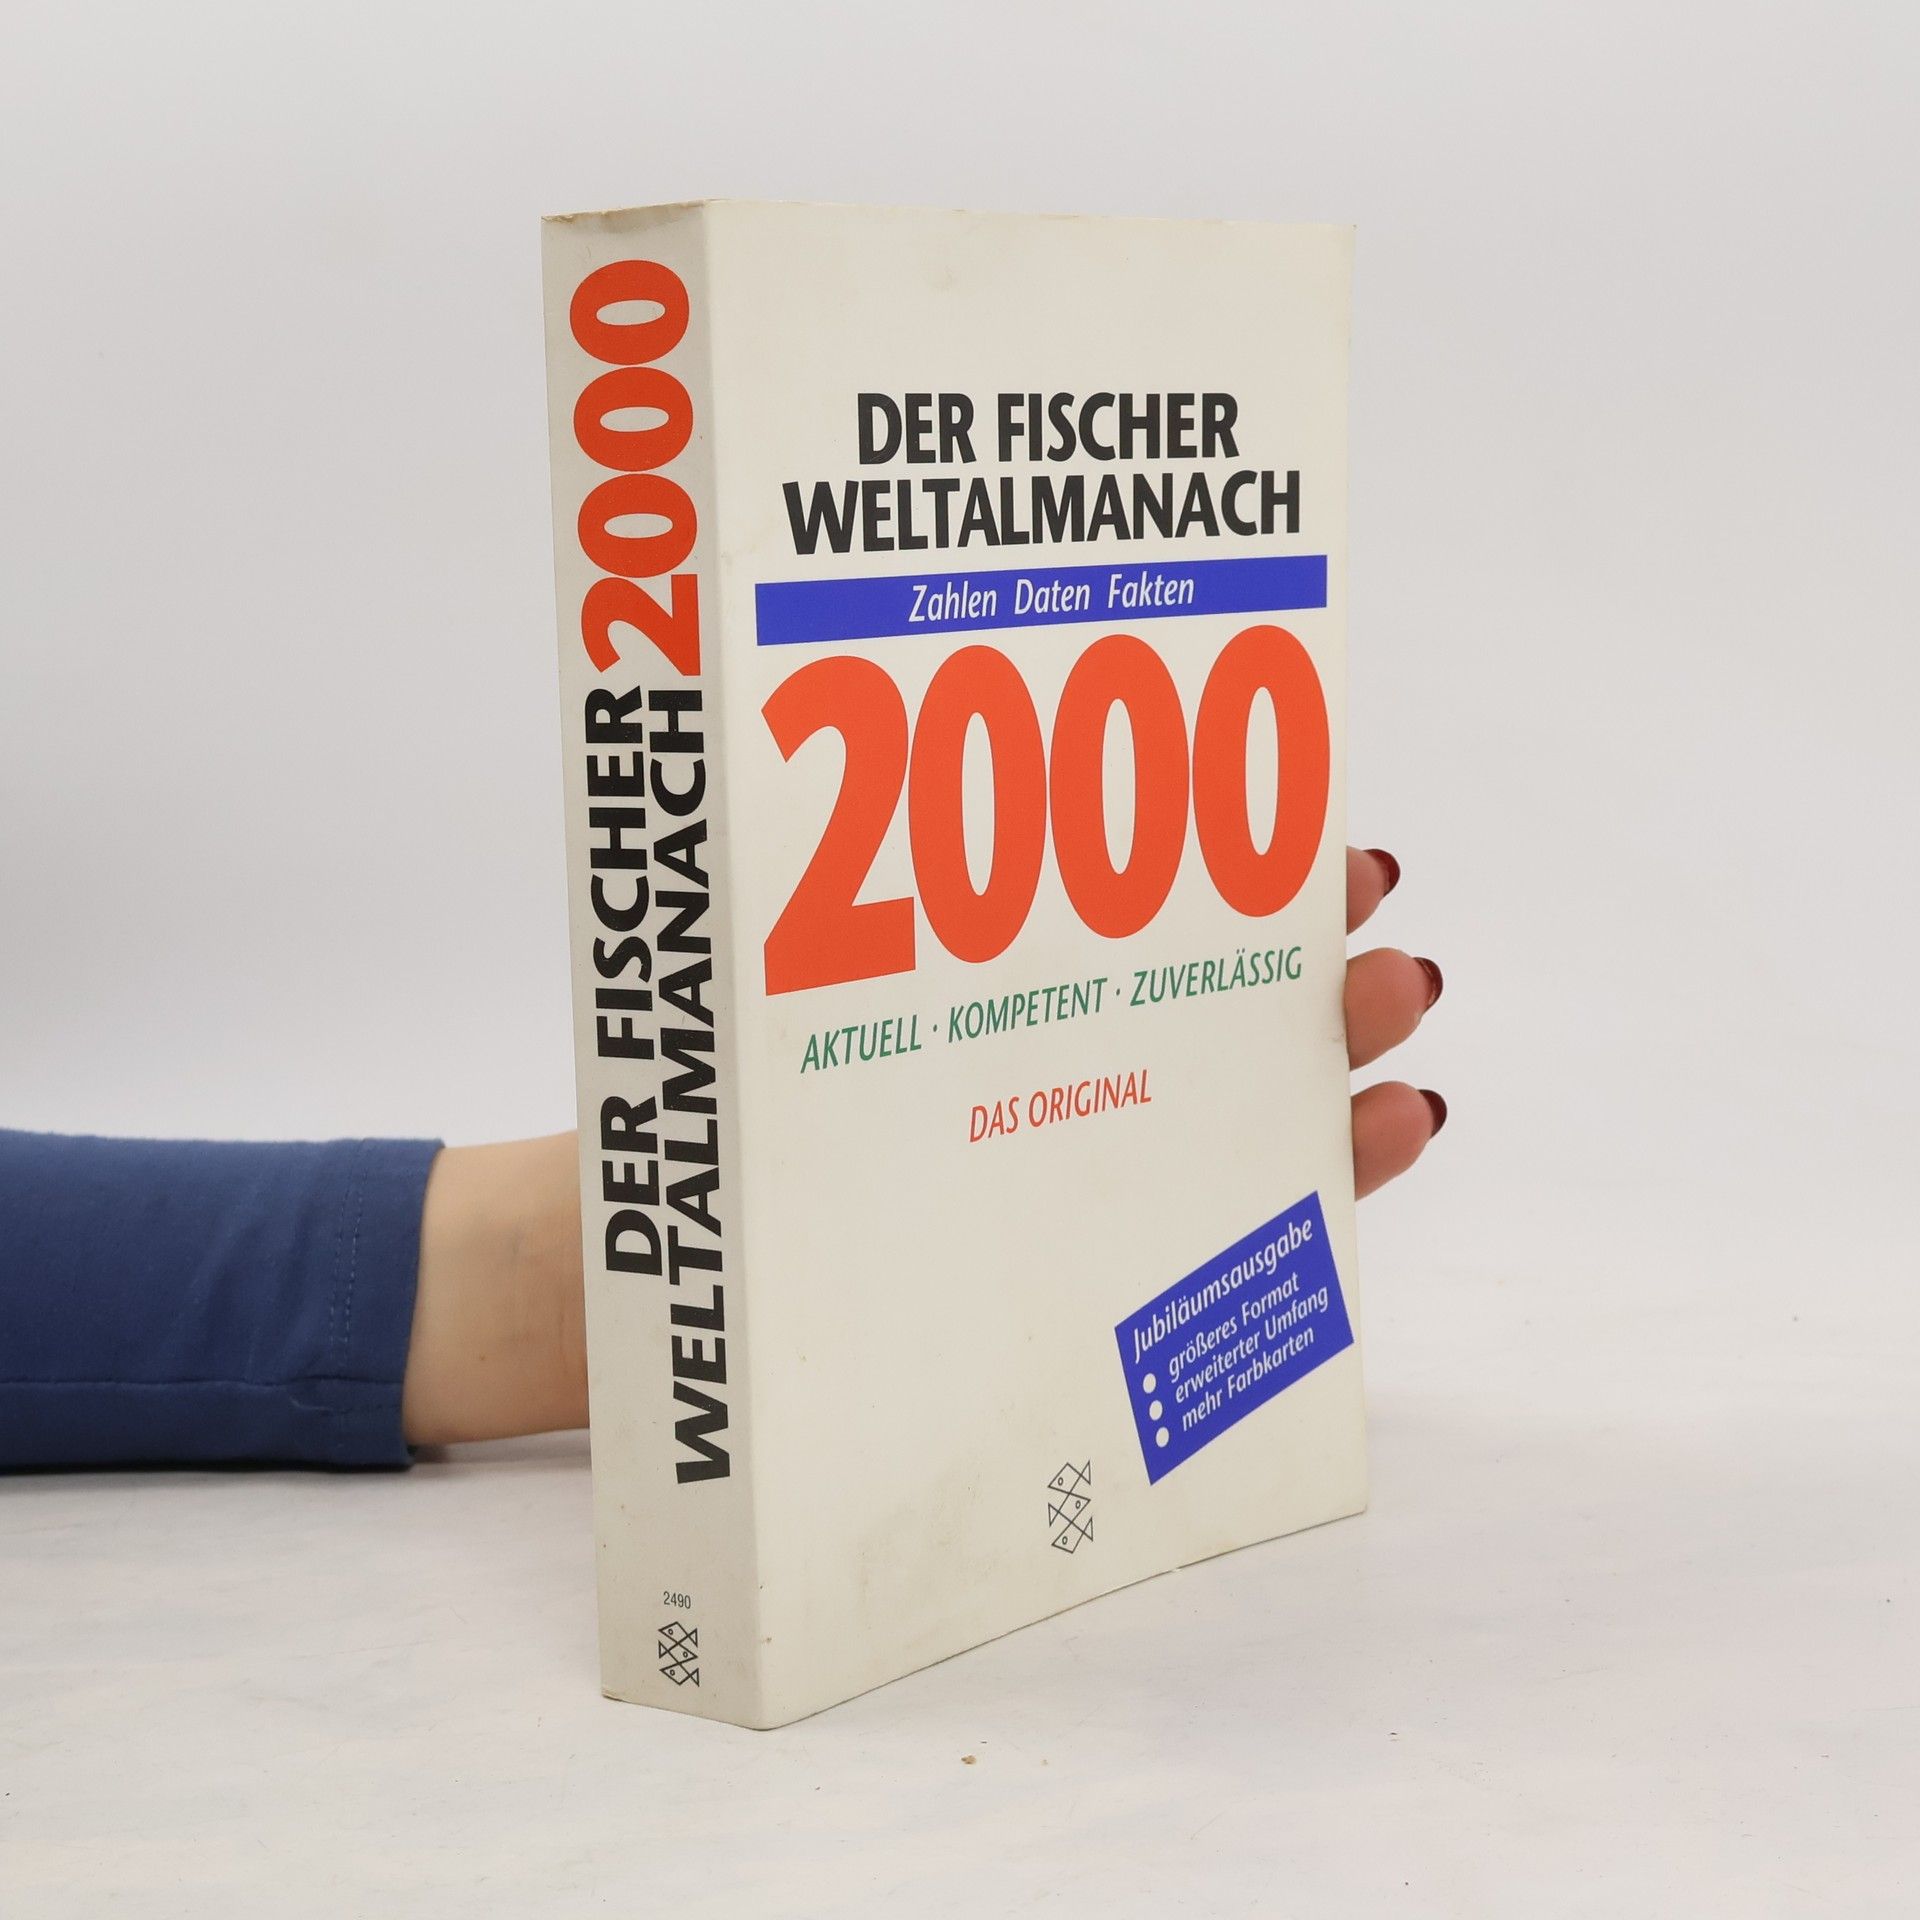 DER FISCHER
WELTALMANACH 2000
2490
DER FISCHER
WELTALMANACH
Zahlen Daten Fakten
2000
AKTUELL · KOMPETENT · ZUVERLÄSSIG
DAS ORIGINAL
Jubiläumsausgabe
● größeres Format
● erweiterter Umfang
● mehr Farbkarten